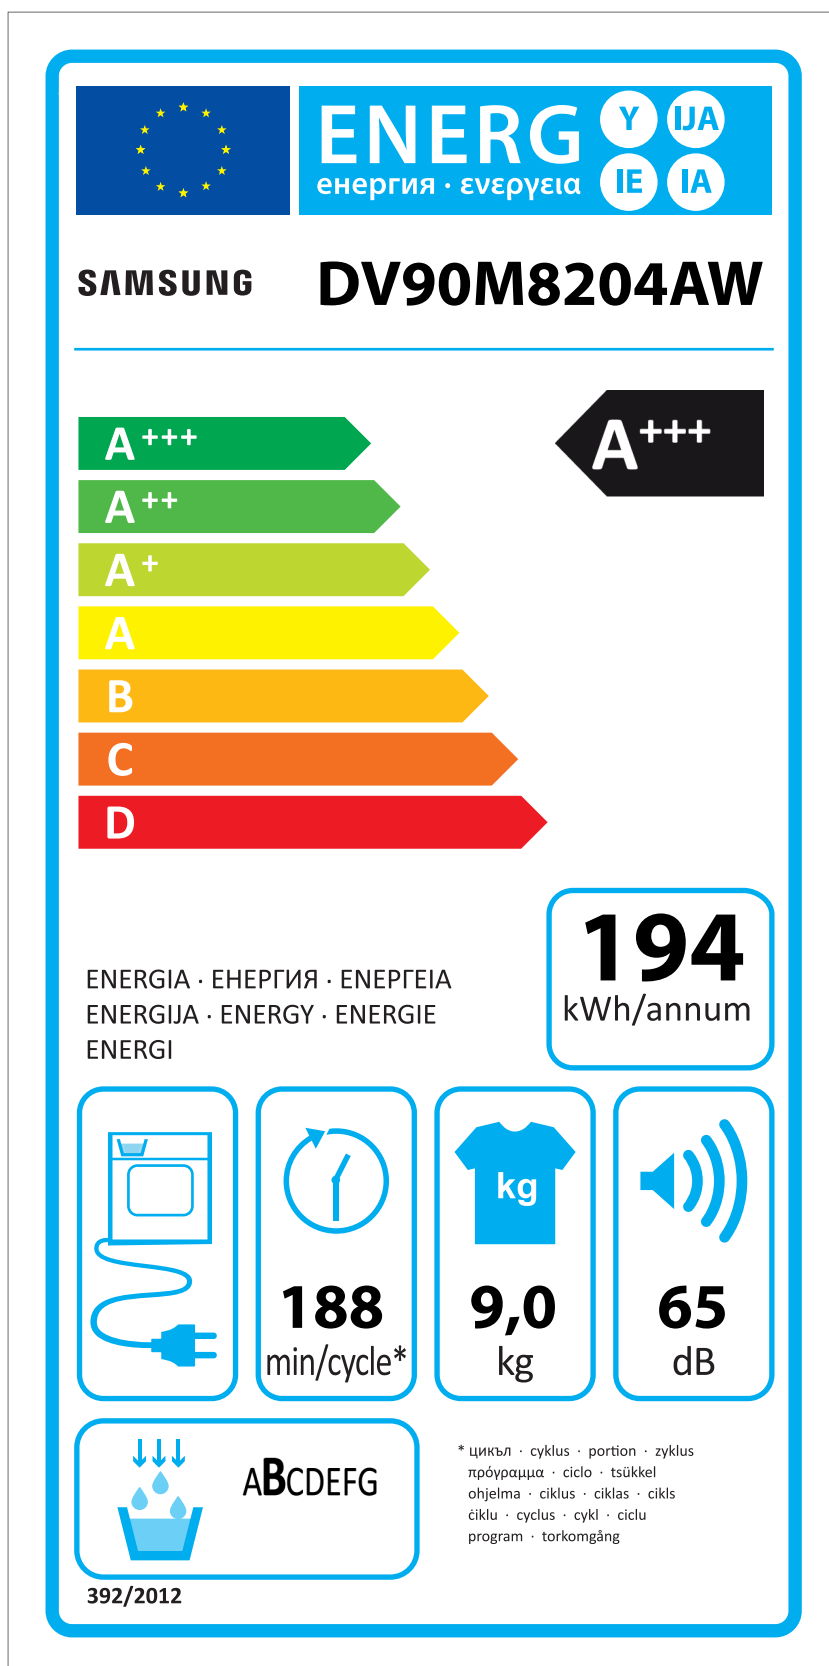 ENERG Y IJA
енергия · ενεργεια IE IA
SAMSUNG DV90M8204AW
A+++ A+++
A++
A+
A
B
C
D
194
kWh/annum
ENERGIA · ЕНЕРГИЯ · ΕΝΕΡΓΕΙΑ
ENERGIJA · ENERGY · ENERGIE
ENERGI
kg
188 9,0 65
min/cycle* kg dB
ABCDEFG
* цикъл · cyklus · portion · zyklus
πρόγραμμα · ciclo · tsükkel
ohjelma · ciklus · ciklas · cikls
ċiklu · cyclus · cykl · ciclu
program · torkomgång
392/2012